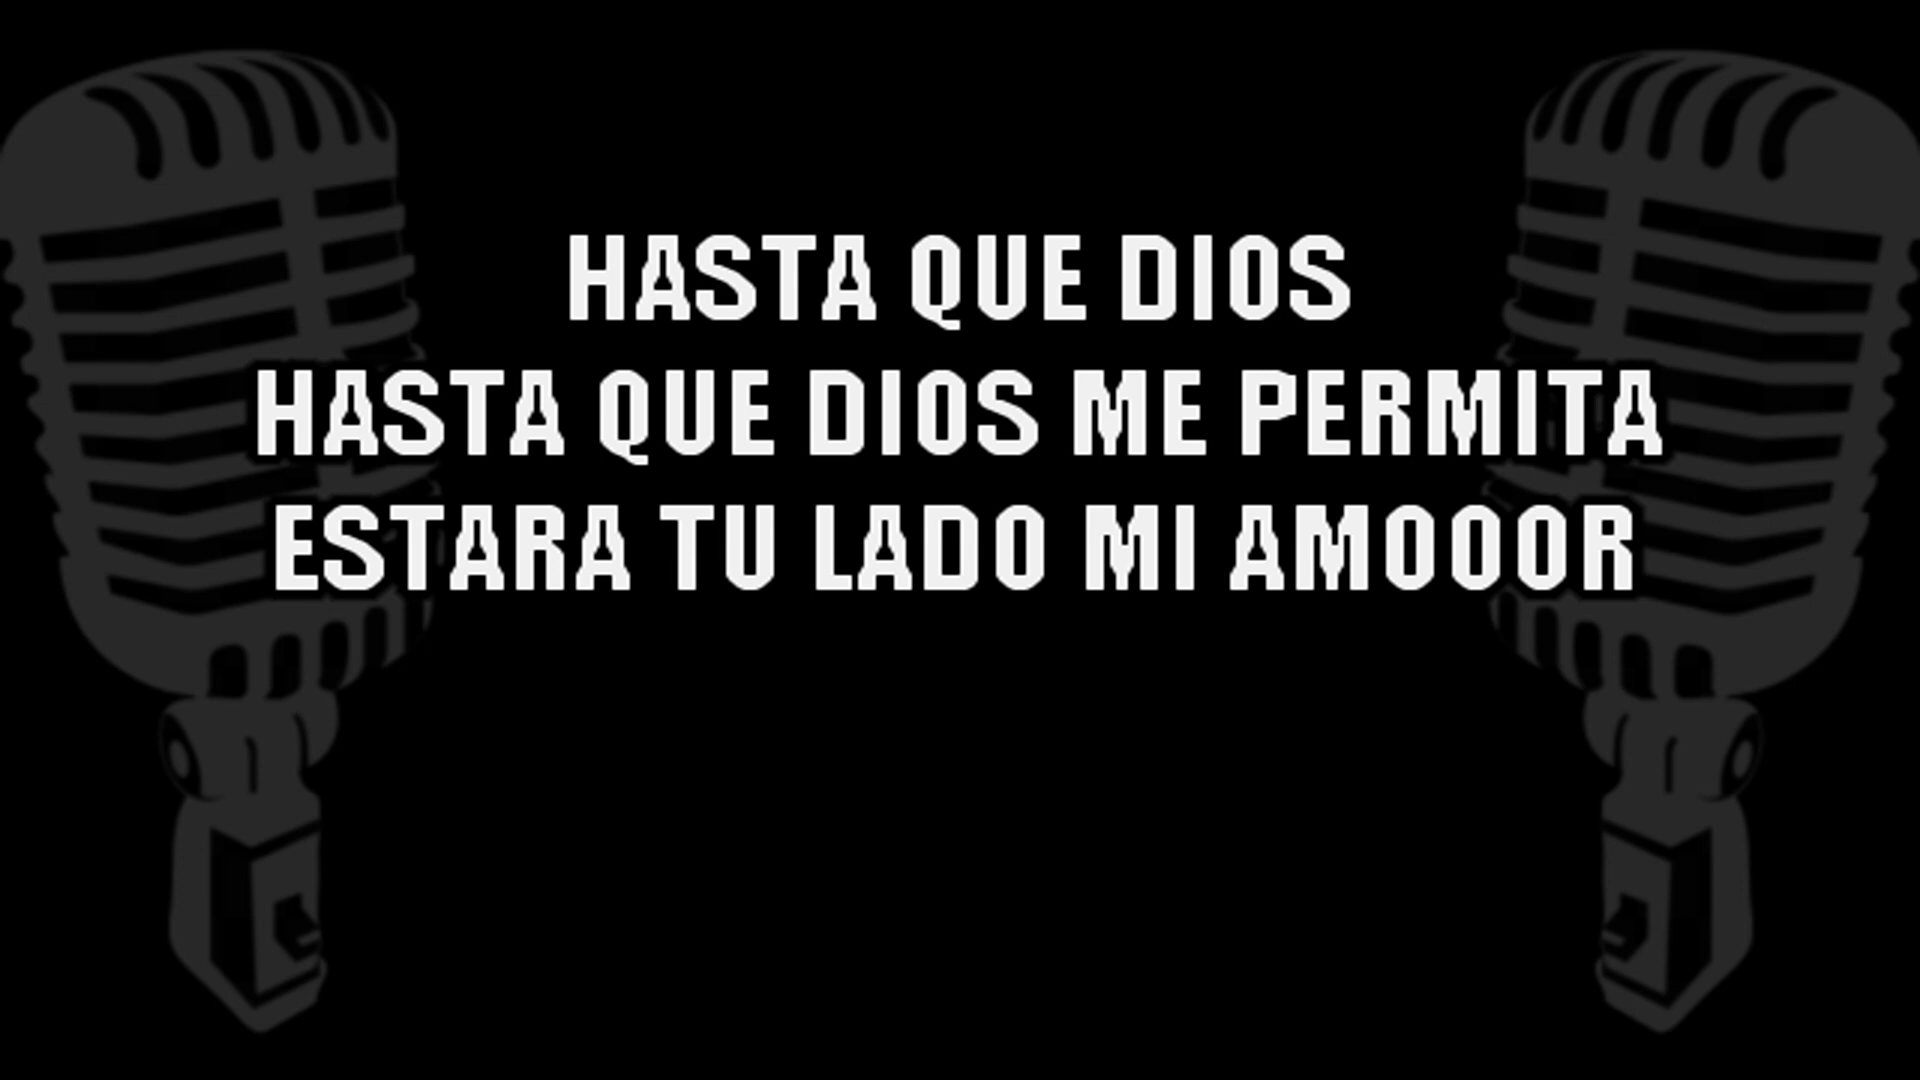 HASTA QUE DIOS
HASTA QUE DIOS ME PERMITA
ESTARA TU LADO MI AMOOOR